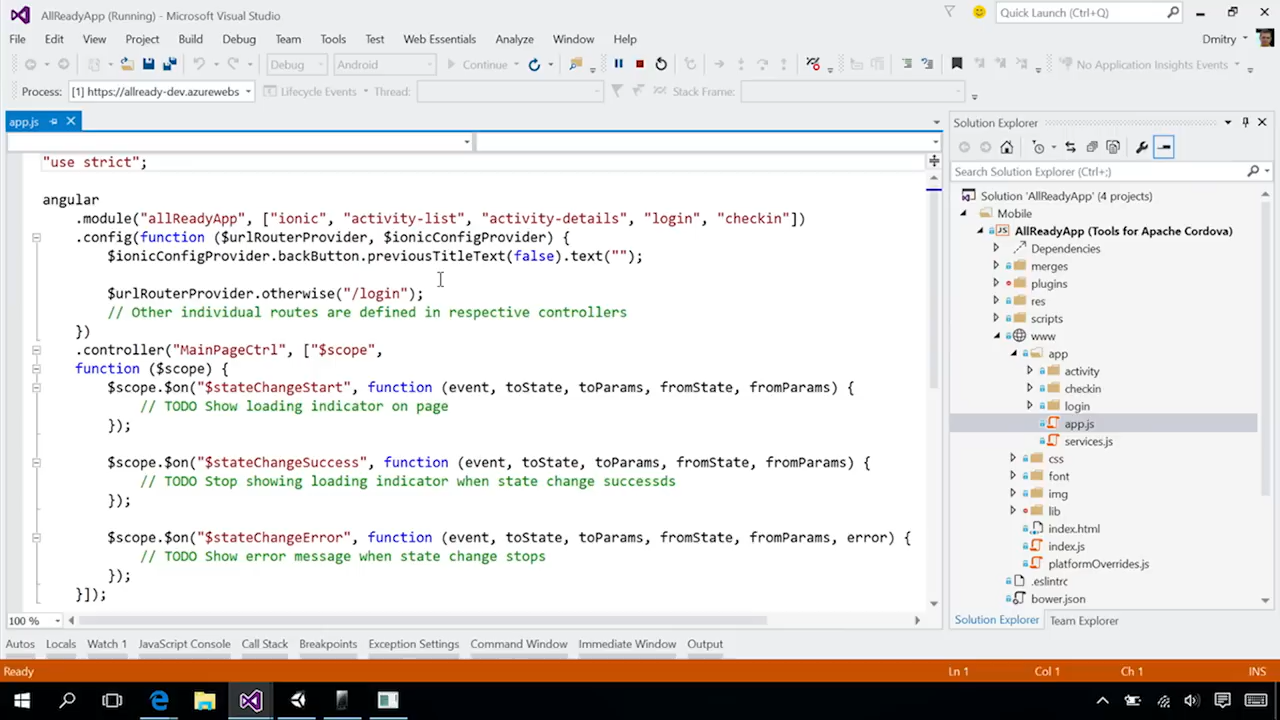 AllReadyApp (Running) - Microsoft Visual Studio
Quick Launch (Ctrl+Q)
File Edit View Project Build Debug Team Tools Test Web Essentials Analyze Window Help
Dmitry
Debug Android Continue No Application Insights Events
Process: [1] https://allready-dev.azurewebs Lifecycle Events Thread: Stack Frame:
app.js
"use strict";
angular
.module("allReadyApp", ["ionic", "activity-list", "activity-details", "login", "checkin"])
.config(function ($urlRouterProvider, $ionicConfigProvider) {
$ionicConfigProvider.backButton.previousTitleText(false).text("");
$urlRouterProvider.otherwise("/login");
// Other individual routes are defined in respective controllers
})
.controller("MainPageCtrl", ["$scope",
function ($scope) {
$scope.$on("$stateChangeStart", function (event, toState, toParams, fromState, fromParams) {
// TODO Show loading indicator on page
});
$scope.$on("$stateChangeSuccess", function (event, toState, toParams, fromState, fromParams) {
// TODO Stop showing loading indicator when state change successds
});
$scope.$on("$stateChangeError", function (event, toState, toParams, fromState, fromParams, error) {
// TODO Show error message when state change stops
});
}]);
100 %
Solution Explorer
Search Solution Explorer (Ctrl+;)
Solution 'AllReadyApp' (4 projects)
Mobile
JS AllReadyApp (Tools for Apache Cordova)
Dependencies
merges
plugins
res
scripts
www
app
activity
checkin
login
app.js
services.js
css
font
img
lib
index.html
index.js
platformOverrides.js
.eslintrc
bower.json
Solution Explorer Team Explorer
Autos Locals Watch 1 JavaScript Console Call Stack Breakpoints Exception Settings Command Window Immediate Window Output
Ready Ln 1 Col 1 Ch 1 INS